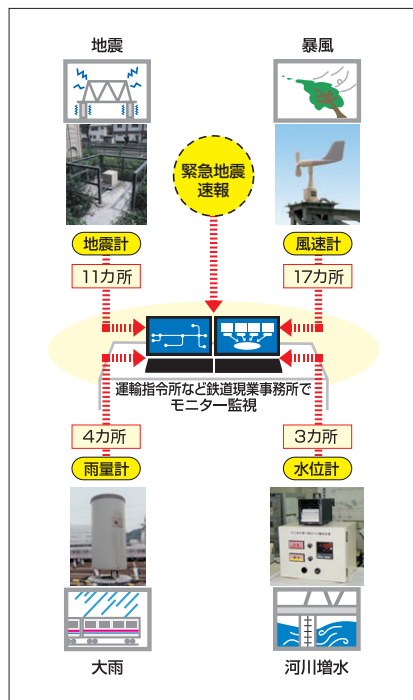 地震
暴風
緊急地震
速報
地震計
風速計
11カ所
17カ所
運輸指令所など鉄道現業事務所で
モニター監視
4カ所
3カ所
雨量計
水位計
大雨
河川増水